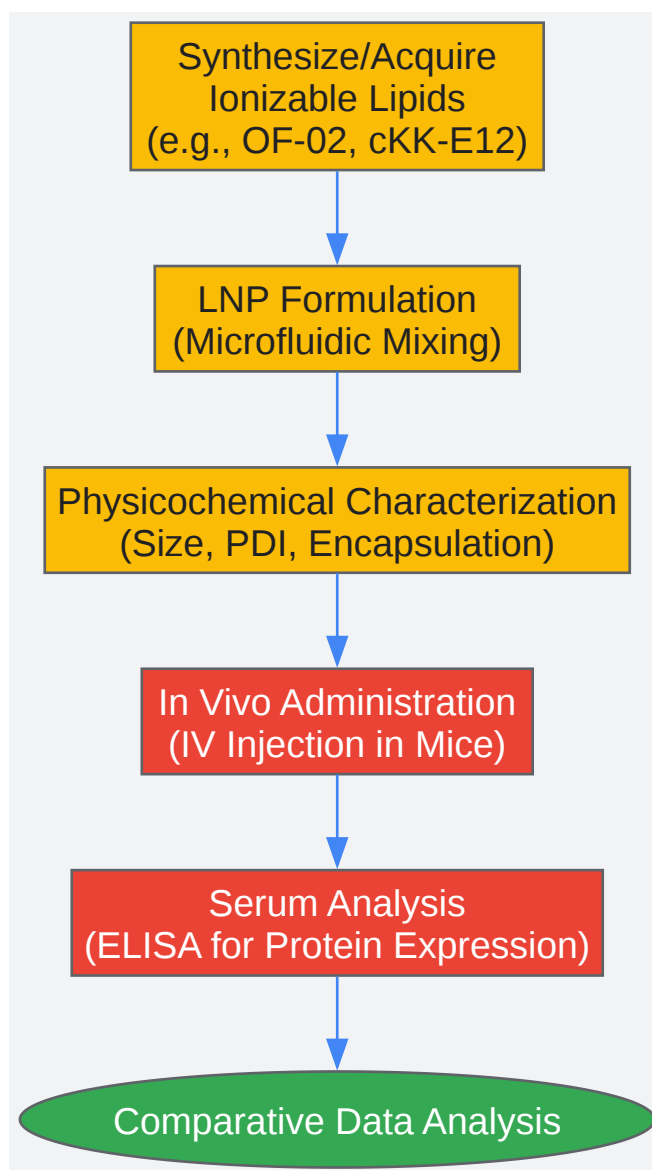 Synthesize/Acquire
Ionizable Lipids
(e.g., OF-02, cKK-E12)
LNP Formulation
(Microfluidic Mixing)
Physicochemical Characterization
(Size, PDI, Encapsulation)
In Vivo Administration
(IV Injection in Mice)
Serum Analysis
(ELISA for Protein Expression)
Comparative Data Analysis